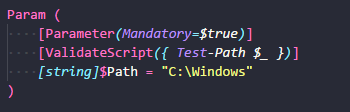 Param (
    [Parameter(Mandatory=$true)]
    [ValidateScript({ Test-Path $_ })]
    [string]$Path = "C:\Windows"
)